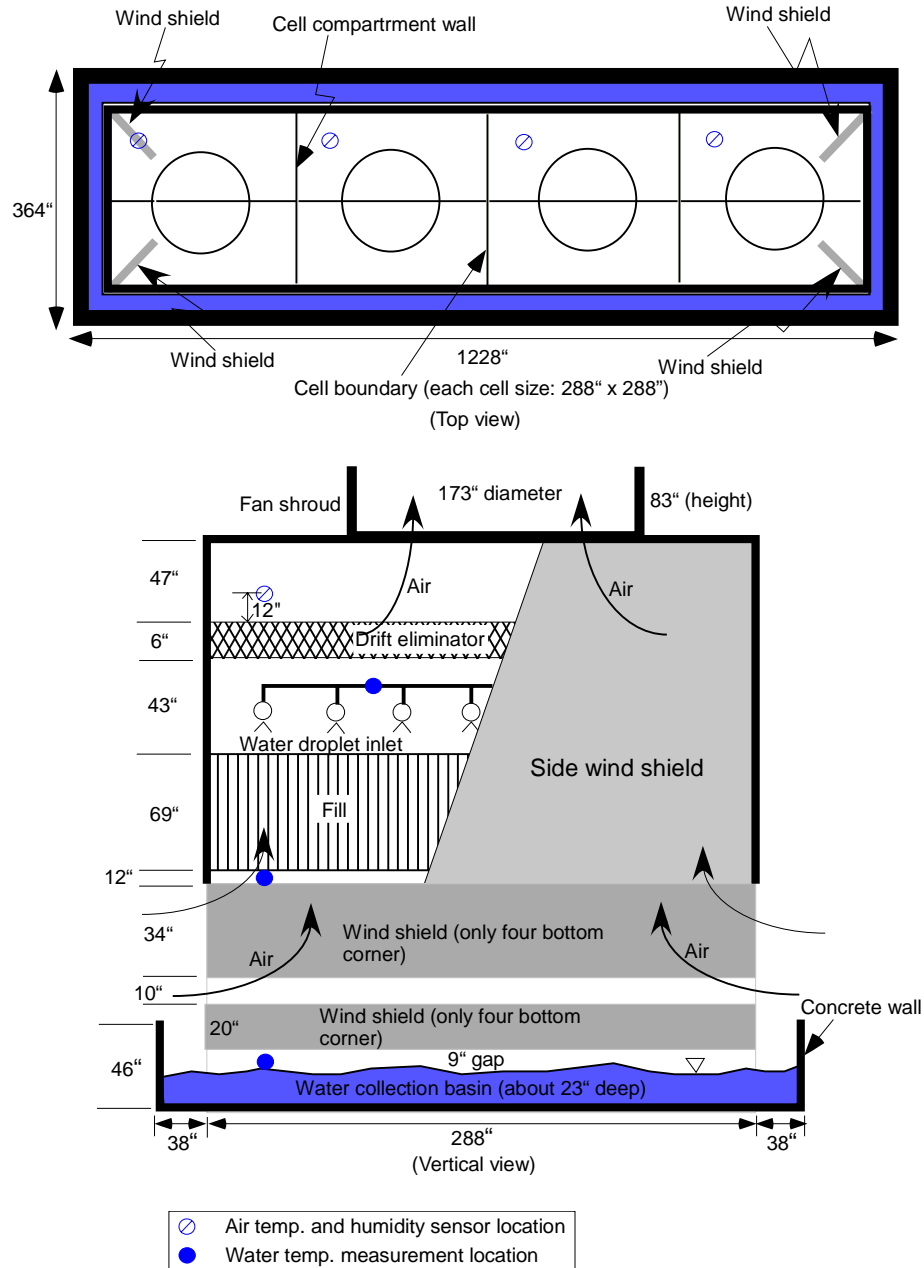 Wind shield
Cell compartment wall
Wind shield
364“
Wind shield
1228“
Wind shield
Cell boundary (each cell size: 288“ x 288”)
(Top view)
Fan shroud
173“ diameter
83“ (height)
47“
Air
Air
12"
6“
Drift eliminator
43“
Water droplet inlet
Side wind shield
69“
Fill
12“
34“
Wind shield (only four bottom
corner)
Air
Air
10“
Concrete wall
20“
Wind shield (only four bottom
corner)
46“
9“ gap
Water collection basin (about 23“ deep)
38“
288“
38“
(Vertical view)
Air temp. and humidity sensor location
Water temp. measurement location